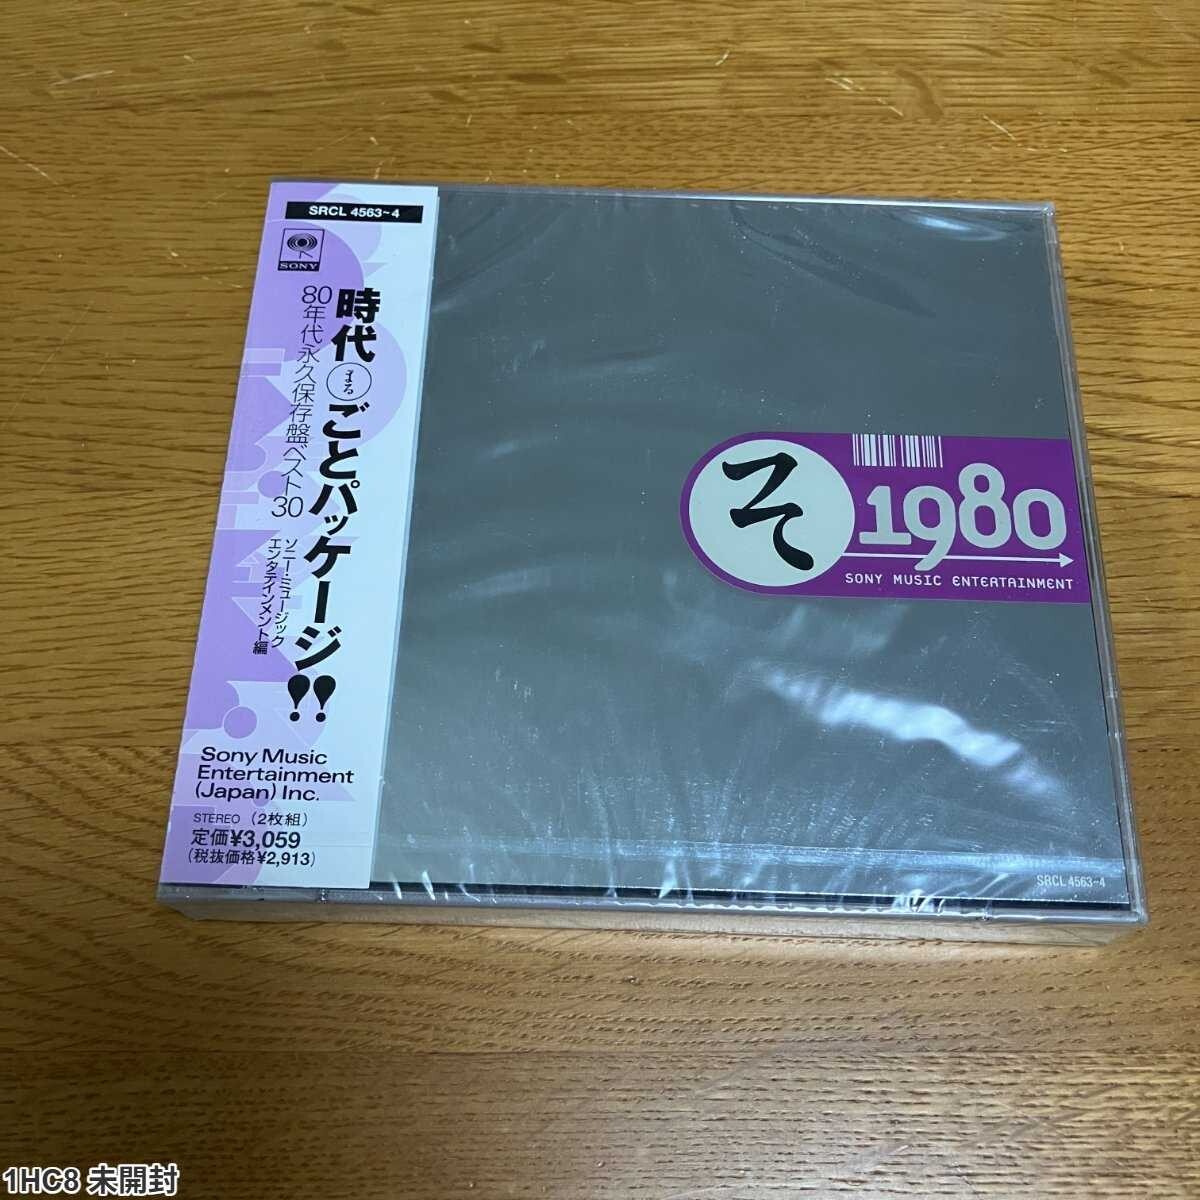 SRCL 4563~4
SONY
時代まるごとパッケージ!!
80年代永久保存盤ベスト30
ソニー・ミュージック
エンタテインメント編
Sony Music
Entertainment
(Japan) Inc.
STEREO (2枚組)
定価¥3,059
(税抜価格¥2,913)
そ
1980
SONY MUSIC ENTERTAINMENT
SRCL 4563~4
1HC8 未開封